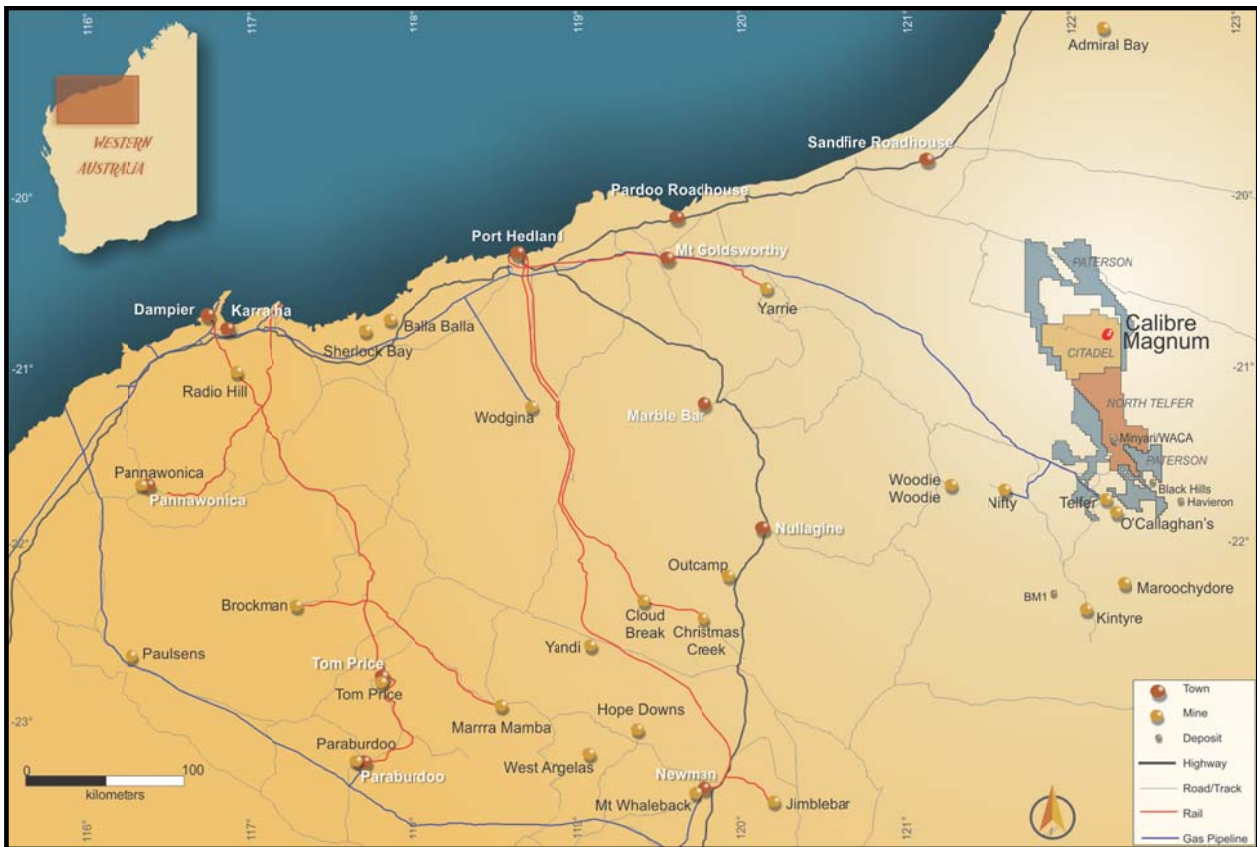 116°
117°
118°
119°
120°
121°
122°
123°
Admiral Bay
WESTERN
AUSTRALIA
Sandfire Roadhouse
-20°
-20°
Pardoo Roadhouse
Port Hedland
Mt Goldsworthy
PATERSON
Dampier
Karratha
Yarrie
Balla Balla
Sherlock Bay
Calibre
Magnum
CITADEL
-21°
-21°
Radio Hill
Wodgina
Marble Bar
NORTH TELFER
Minyari/WACA
PATERSON
Pannawonica
Pannawonica
Woodie
Woodie
Nifty
Telfer
Black Hills
Havieron
O'Callaghan's
Nullagine
-22°
-22°
Outcamp
Brockman
Cloud
Break
Christmas
Creek
BM1
Maroochydore
Kintyre
Paulsens
Yandi
Tom Price
Tom Price
Marrra Mamba
Hope Downs
-23°
Paraburdoo
Paraburdoo
West Angelas
Newman
Mt Whaleback
Jimblebar
0
100
kilometers
Town
Mine
Deposit
Highway
Road/Track
Rail
Gas Pipeline
116°
117°
118°
119°
120°
121°